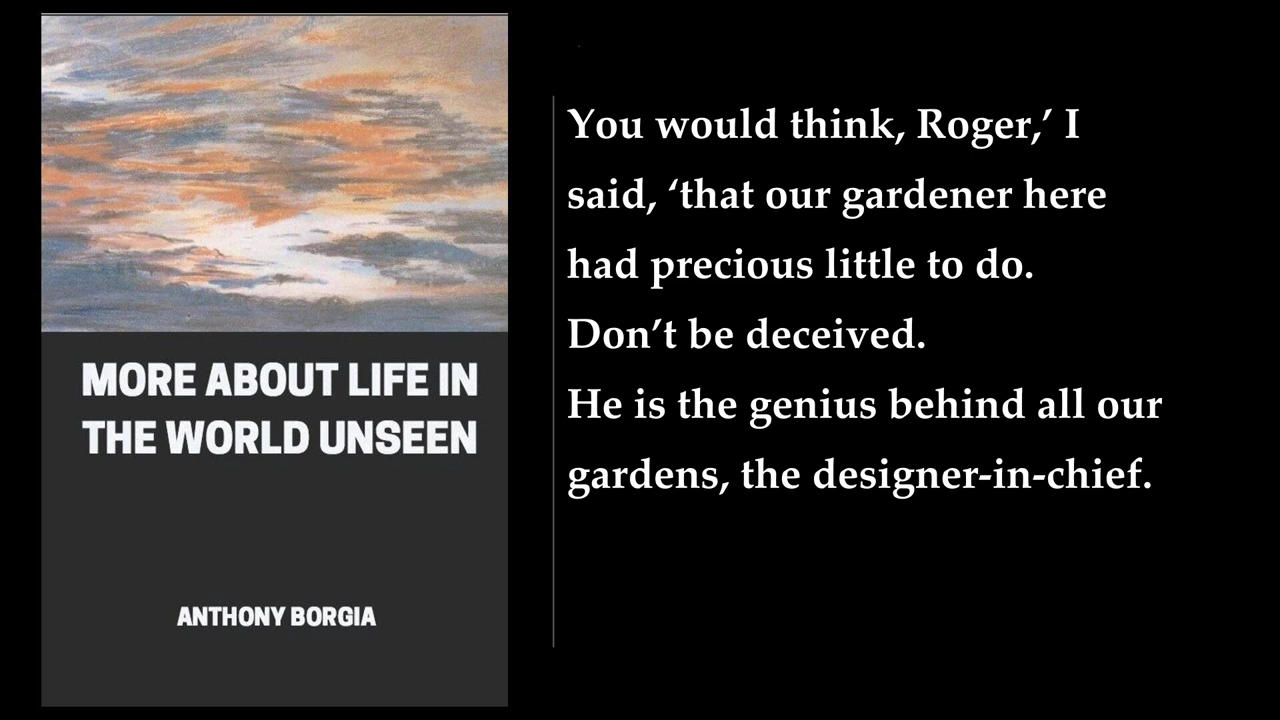 MORE ABOUT LIFE IN
THE WORLD UNSEEN
ANTHONY BORGIA
You would think, Roger,’ I
said, ‘that our gardener here
had precious little to do.
Don’t be deceived.
He is the genius behind all our
gardens, the designer-in-chief.